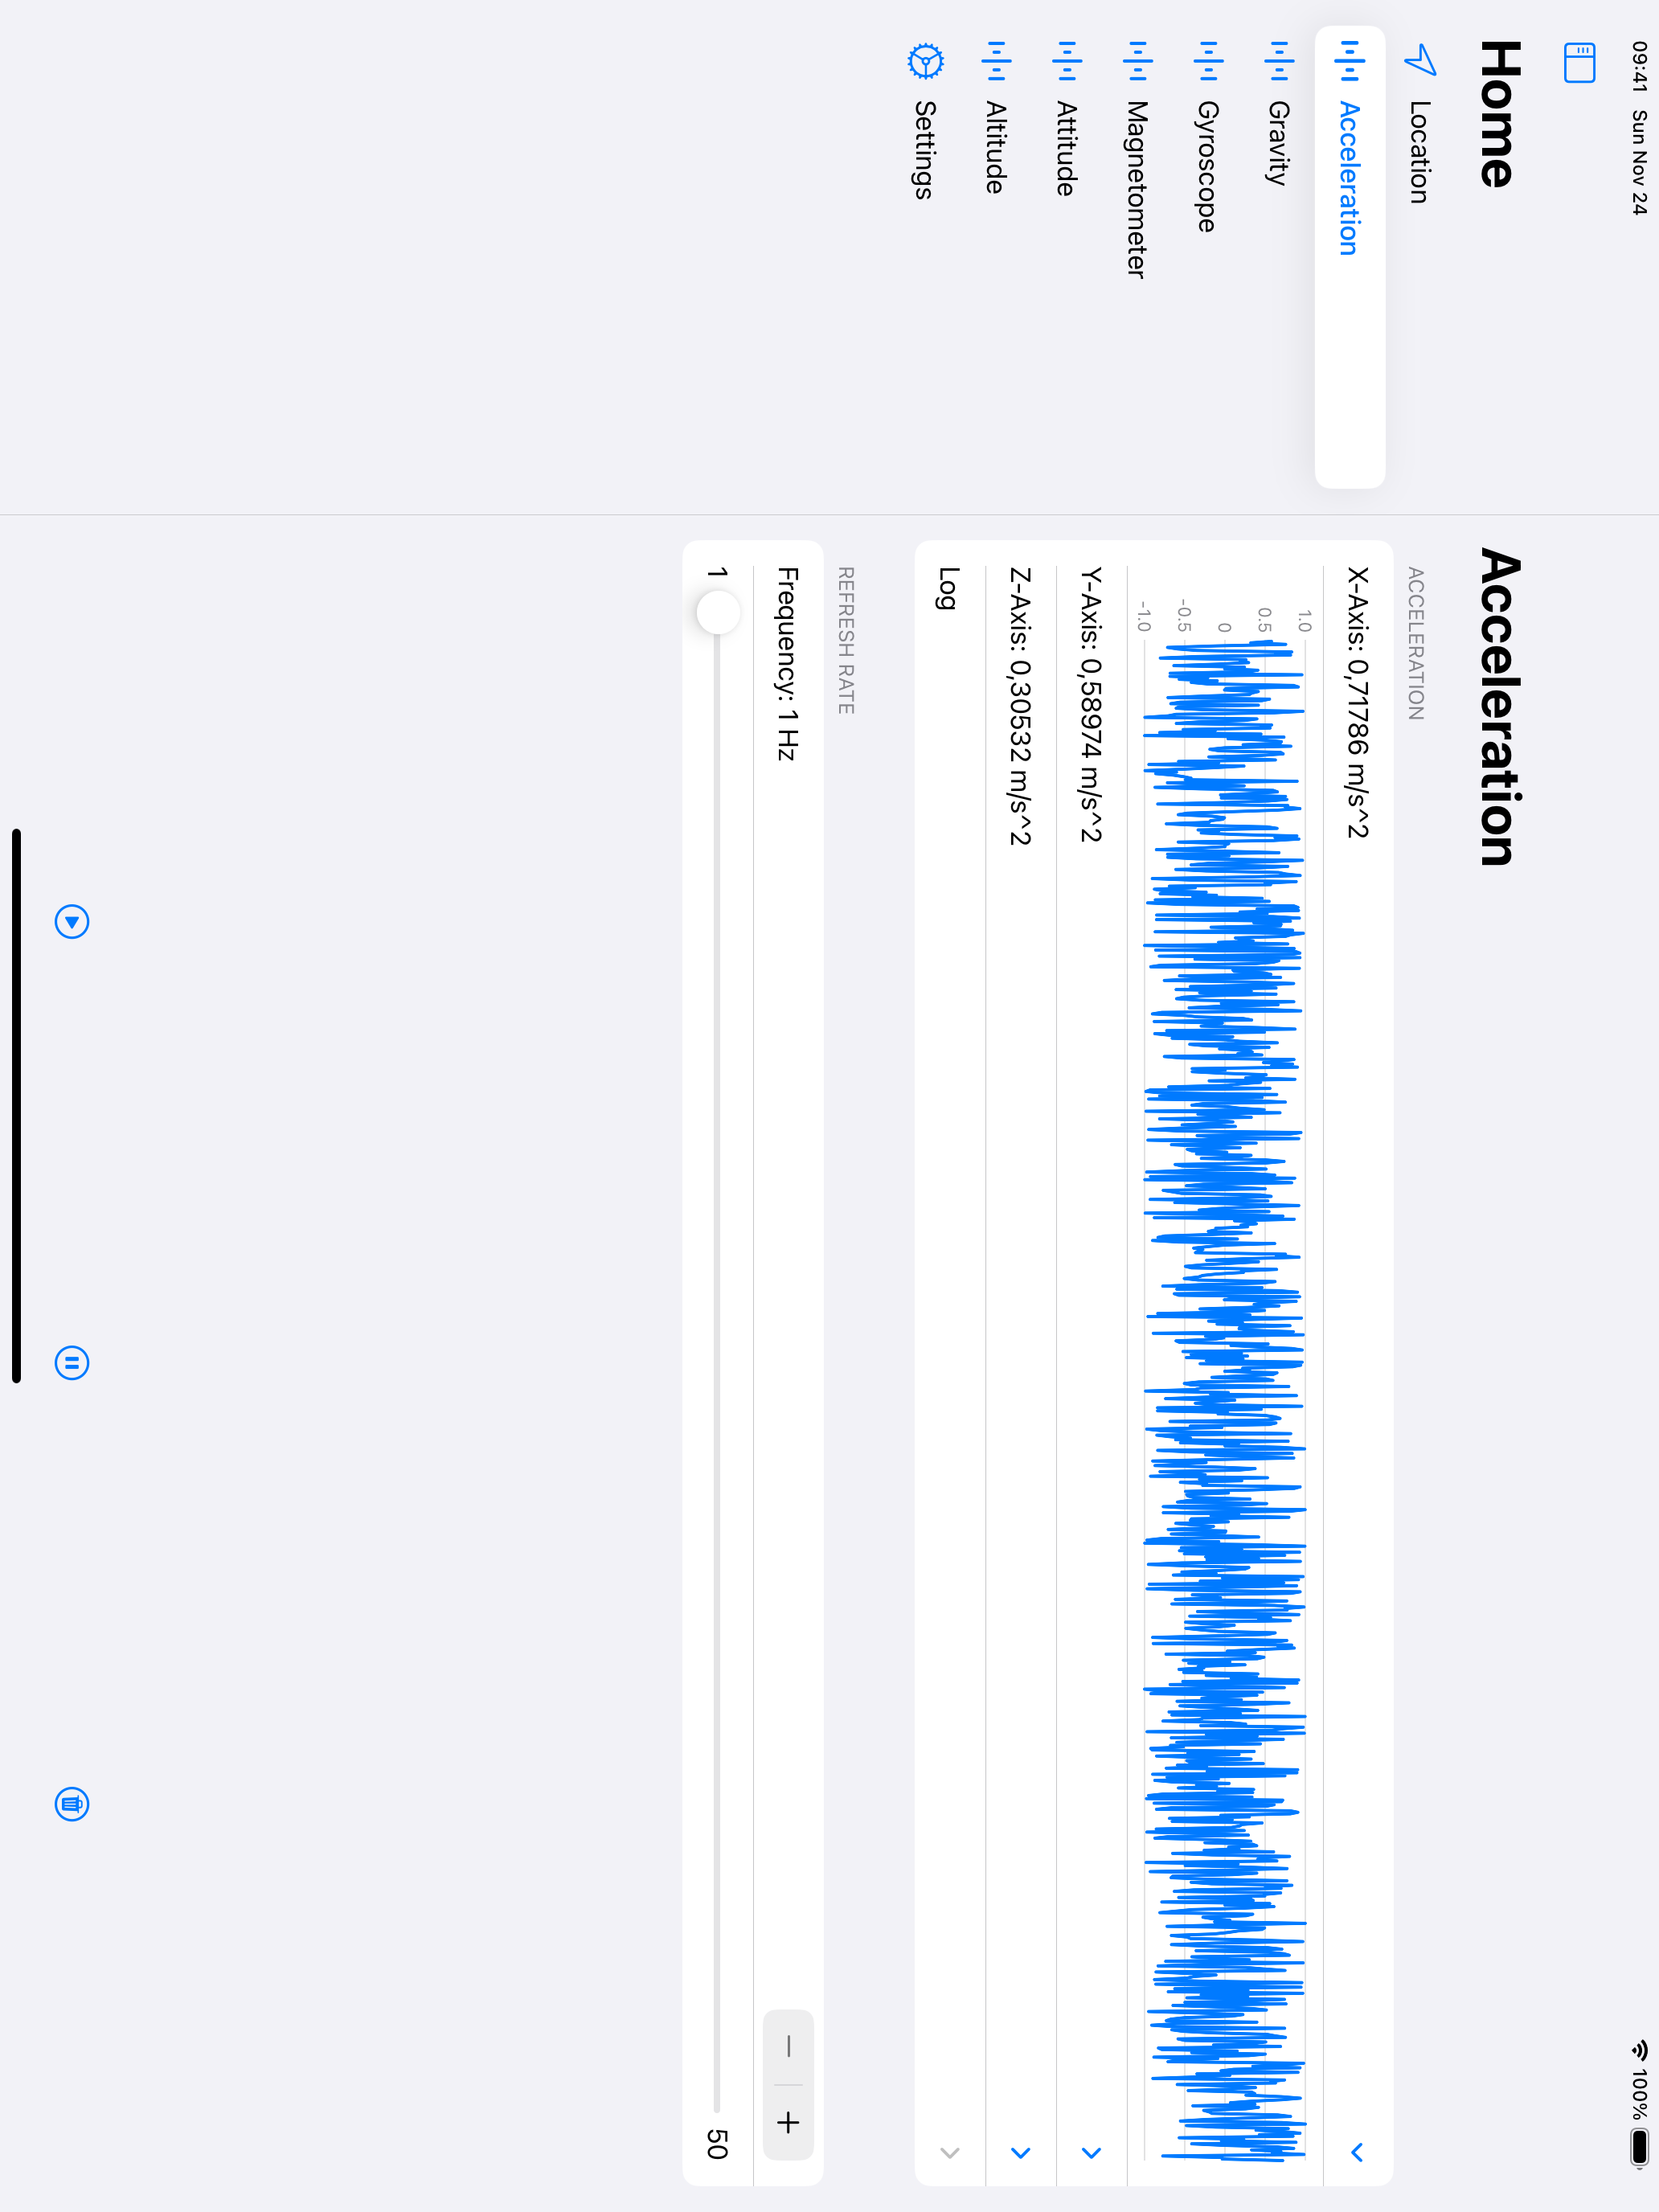 09:41 Sun Nov 24
100%
Home
Location
Acceleration
Gravity
Gyroscope
Magnetometer
Attitude
Altitude
Settings
Acceleration
ACCELERATION
X-Axis: 0,71786 m/s^2
1.0
0.5
0
-0.5
-1.0
Y-Axis: 0,58974 m/s^2
Z-Axis: 0,30532 m/s^2
Log
REFRESH RATE
Frequency: 1 Hz
1
50